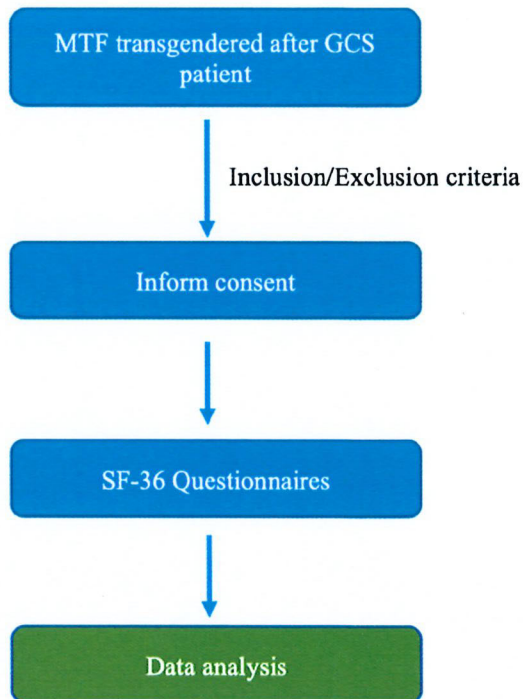 MTF transgendered after GCS
patient
Inclusion/Exclusion criteria
Inform consent
SF-36 Questionnaires
Data analysis